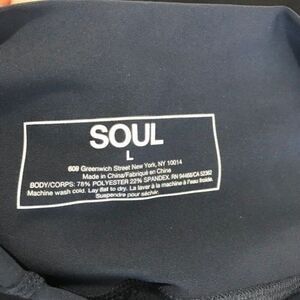 SOUL
L
609 Greenwich Street New York, NY 10014
Made in China/Fabriqué en Chine
BODY/CORPS: 78% POLYESTER 22% SPANDEX, RN 94466/CA 52362
Machine wash cold. Lay flat to dry. La laver à la machine à l'eau froide.
Suspendre pour sécher.